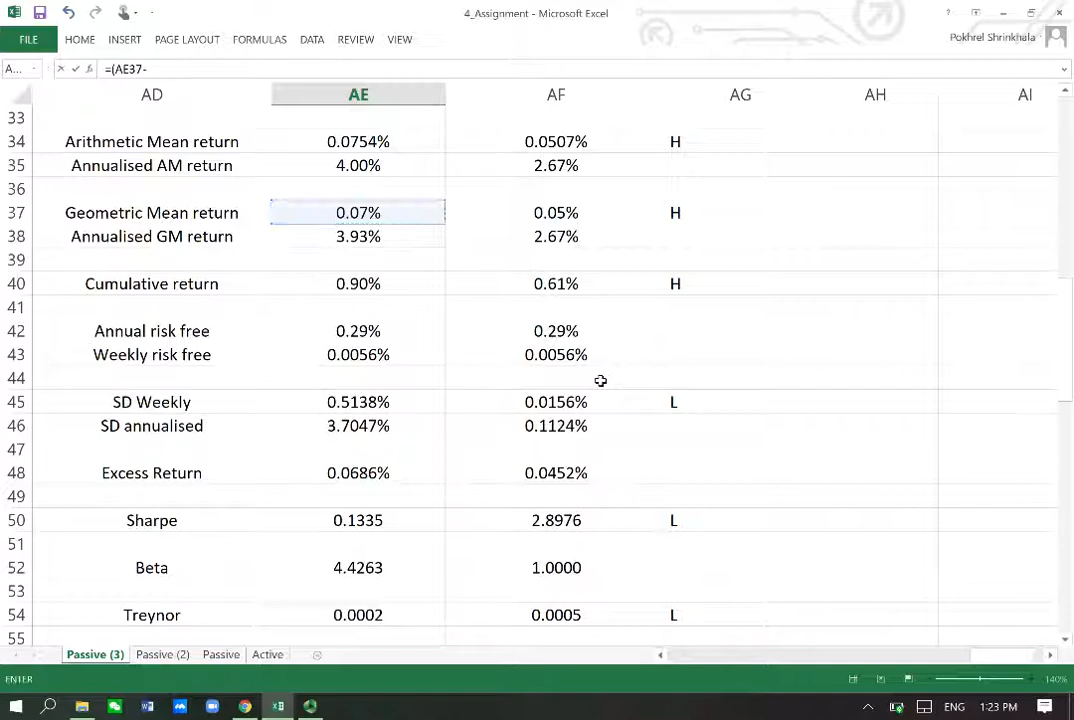 4_Assignment - Microsoft Excel
?
FILE HOME INSERT PAGE LAYOUT FORMULAS DATA REVIEW VIEW Pokhrel Shrinkhala
A... fx =(AE37-
AD AE AF AG AH AI
33
34 Arithmetic Mean return 0.0754% 0.0507% H
35 Annualised AM return 4.00% 2.67%
36
37 Geometric Mean return 0.07% 0.05% H
38 Annualised GM return 3.93% 2.67%
39
40 Cumulative return 0.90% 0.61% H
41
42 Annual risk free 0.29% 0.29%
43 Weekly risk free 0.0056% 0.0056%
44
45 SD Weekly 0.5138% 0.0156% L
46 SD annualised 3.7047% 0.1124%
47
48 Excess Return 0.0686% 0.0452%
49
50 Sharpe 0.1335 2.8976 L
51
52 Beta 4.4263 1.0000
53
54 Treynor 0.0002 0.0005 L
55
Passive (3) Passive (2) Passive Active
ENTER 140%
ENG 1:23 PM